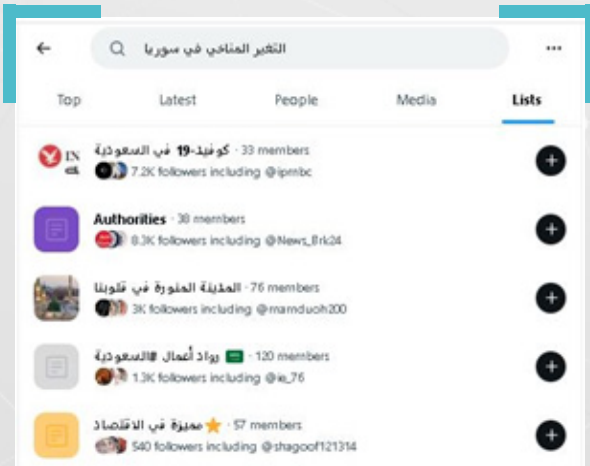 التغير المناخي في سوريا
Top Latest People Media Lists
كوفيد-19 في السعودية · 33 members
7.2K followers including @ipmbc
Authorities · 38 members
8.3K followers including @News_Brk24
المدينة المنورة في قلوبنا · 76 members
3K followers including @mamduoh200
رواد أعمال #السعودية · 120 members
1.3K followers including @ie_76
مميزة في الاقتصاد · 57 members
540 followers including @shagoof121314